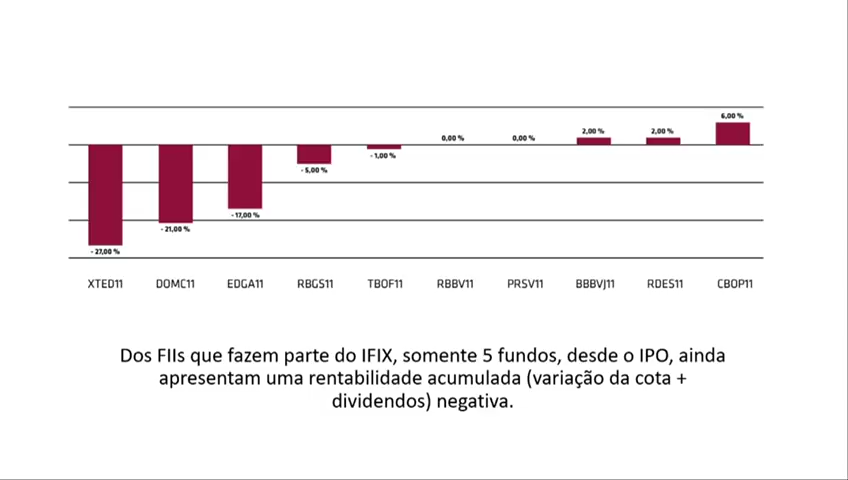 6,00 %
2,00 %
2,00 %
0,00 %
0,00 %
- 1,00 %
- 5,00 %
- 17,00 %
- 21,00 %
- 27,00 %
XTED11 DOMC11 EDGA11 RBGS11 TBOF11 RBBV11 PRSV11 BBBVJ11 RDES11 CBOP11
Dos FIIs que fazem parte do IFIX, somente 5 fundos, desde o IPO, ainda
apresentam uma rentabilidade acumulada (variação da cota +
dividendos) negativa.